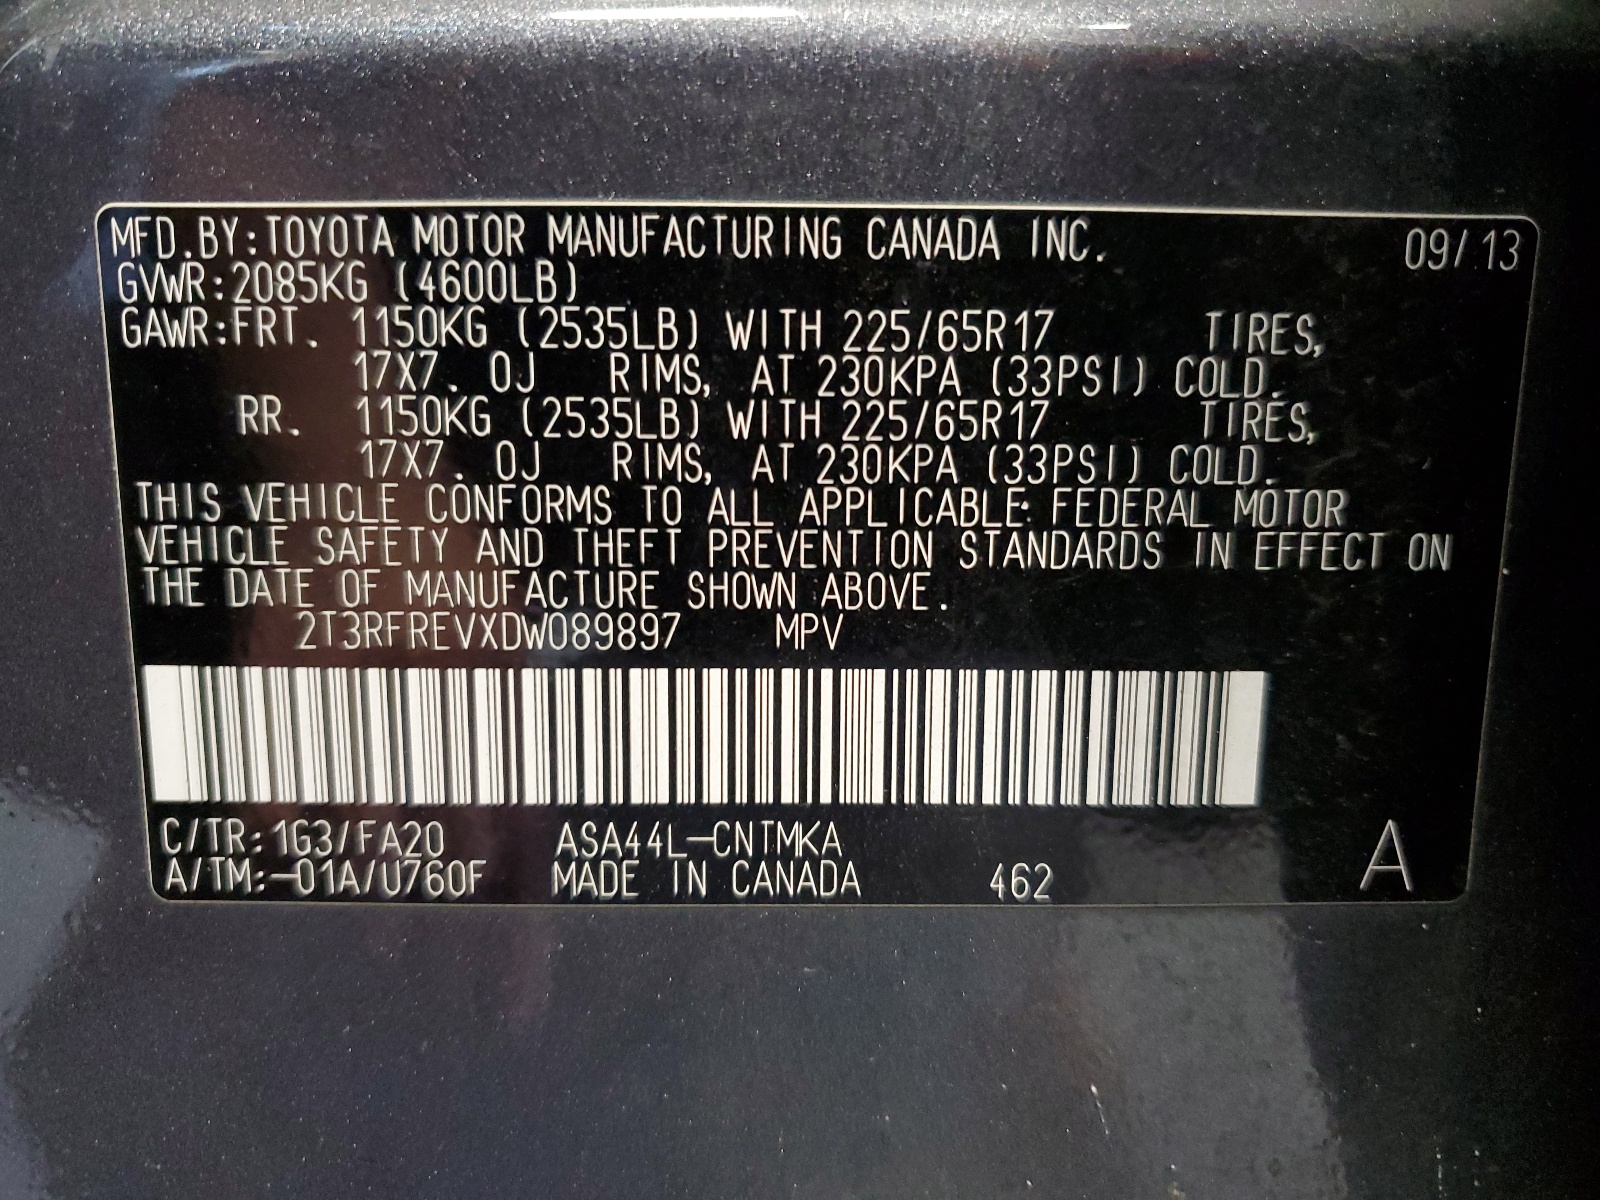 MFD.BY:TOYOTA MOTOR MANUFACTURING CANADA INC. 09/13
GVWR:2085KG (4600LB)
GAWR:FRT. 1150KG (2535LB) WITH 225/65R17 TIRES,
17X7.0J RIMS, AT 230KPA (33PSI) COLD.
RR. 1150KG (2535LB) WITH 225/65R17 TIRES,
17X7.0J RIMS, AT 230KPA (33PSI) COLD.
THIS VEHICLE CONFORMS TO ALL APPLICABLE FEDERAL MOTOR
VEHICLE SAFETY AND THEFT PREVENTION STANDARDS IN EFFECT ON
THE DATE OF MANUFACTURE SHOWN ABOVE.
2T3RFREVXDW089897 MPV
C/TR:1G3/FA20 ASA44L-CNTMKA
A/TM:-01A/U760F MADE IN CANADA 462 A